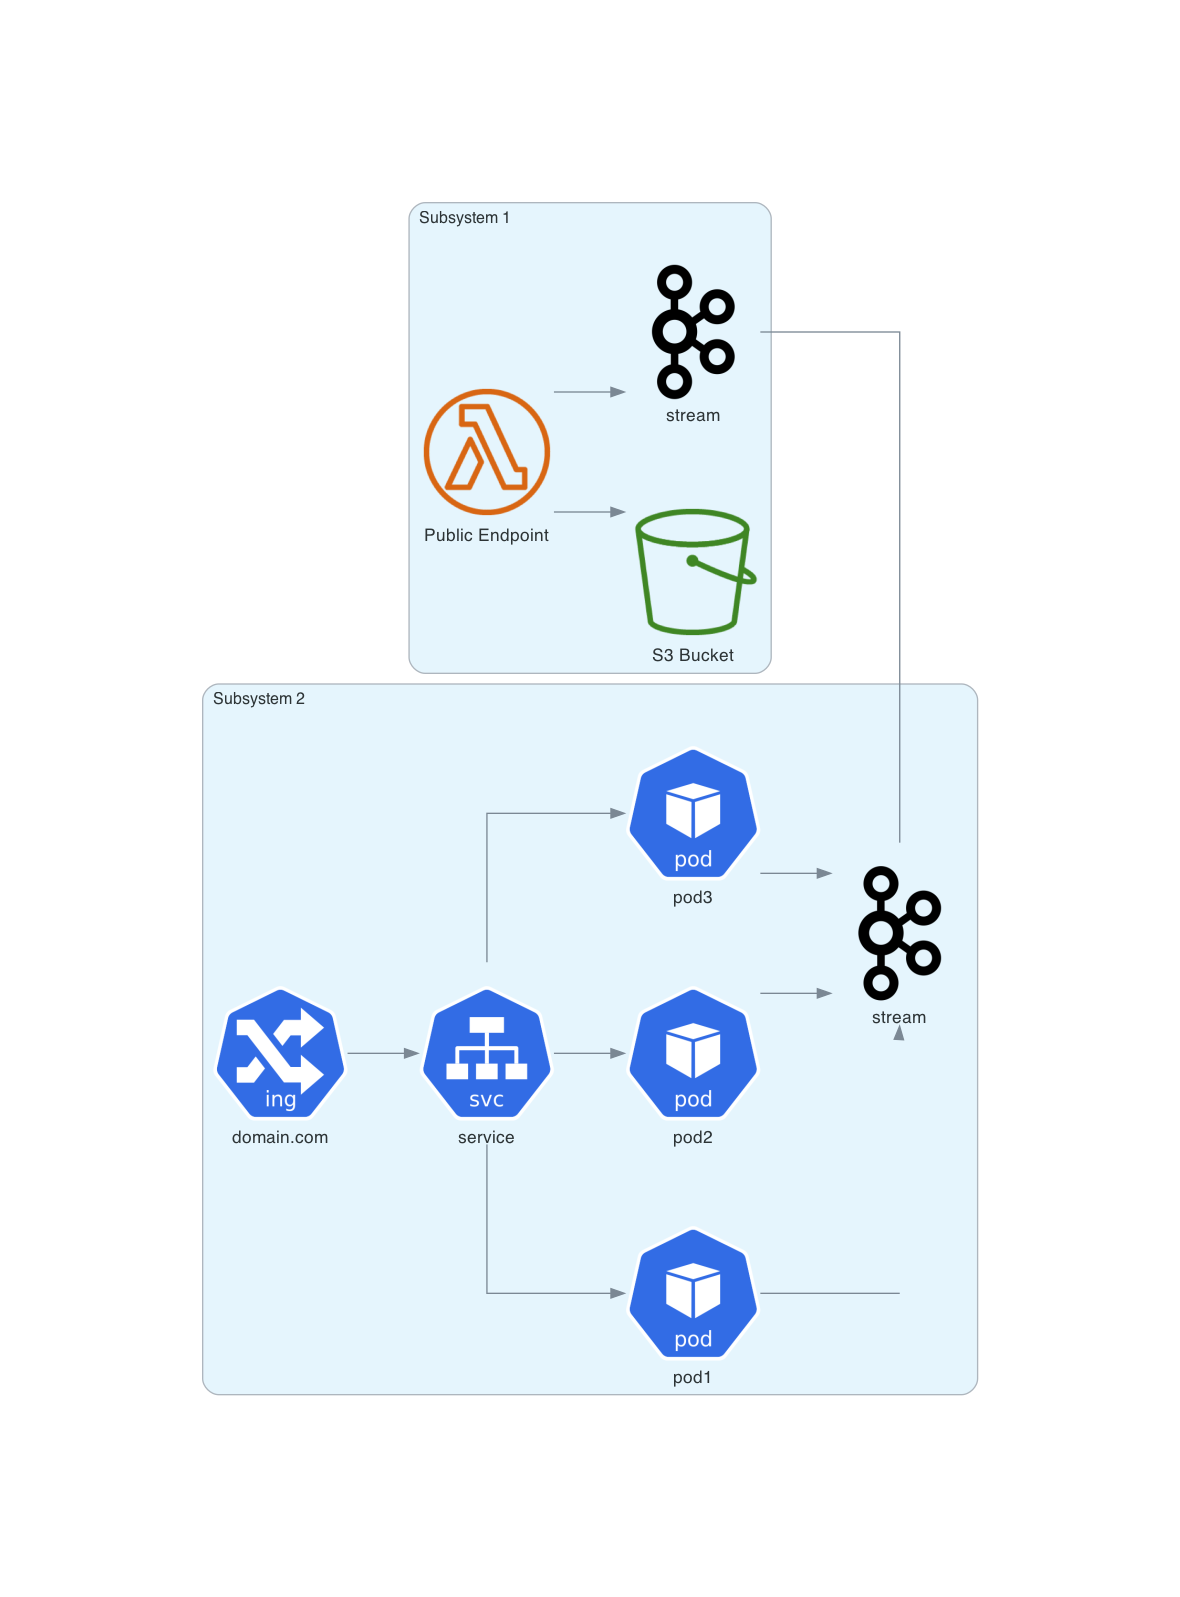 Subsystem 1
stream
Public Endpoint
S3 Bucket
Subsystem 2
pod
pod3
stream
ing
domain.com
svc
service
pod
pod2
pod
pod1